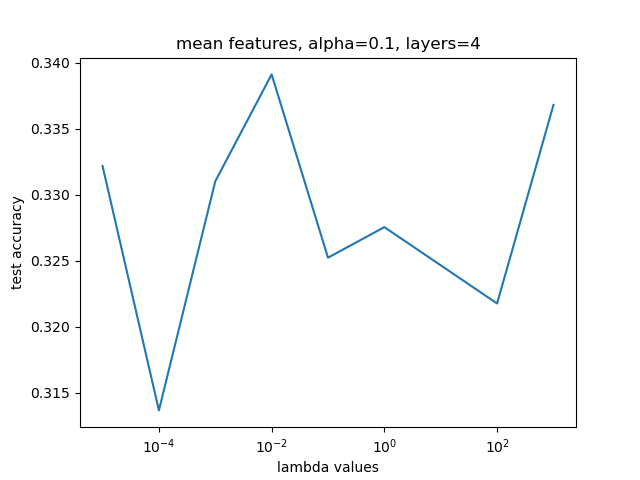 mean features, alpha=0.1, layers=4
0.340
0.335
0.330
0.325
0.320
0.315
test accuracy
10⁻⁴ 10⁻² 10⁰ 10²
lambda values